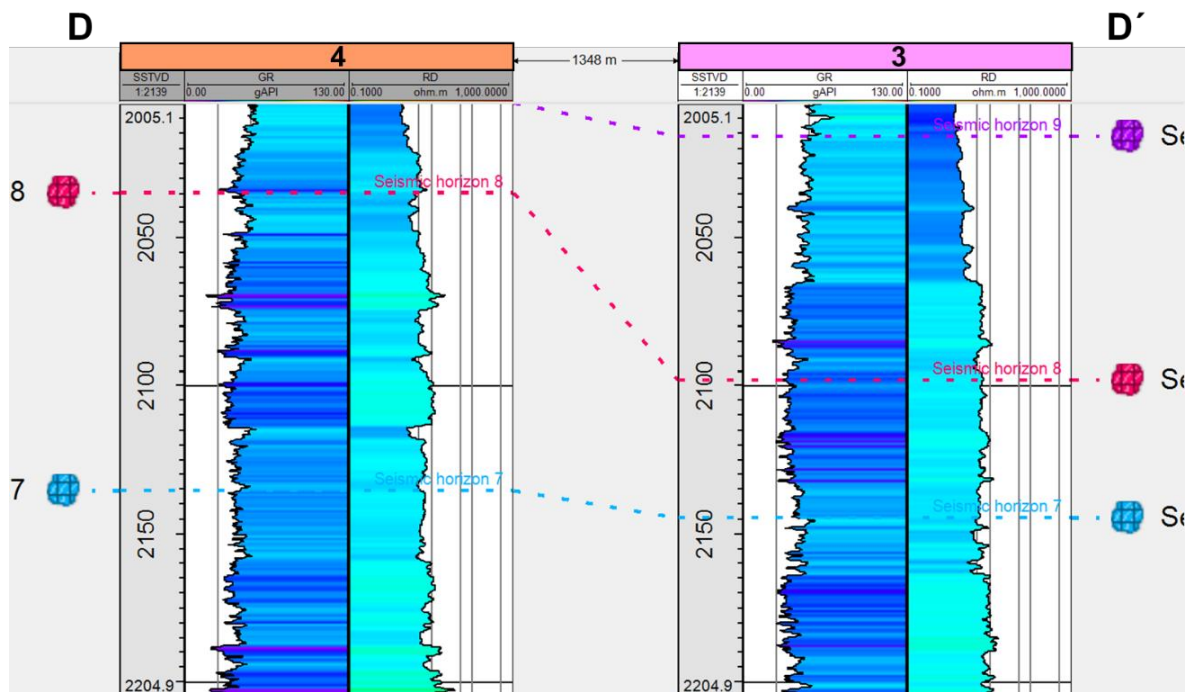 D D´
4 1348 m 3
SSTVD GR RD SSTVD GR RD
1:2139 0.00 gAPI 130.00 0.1000 ohm.m 1,000.0000 1:2139 0.00 gAPI 130.00 0.1000 ohm.m 1,000.0000
2005.1 2005.1
Seismic horizon 9 Se
8 Seismic horizon 8
2050 2050
Seismic horizon 8 Se
2100 2100
7 Seismic horizon 7
Seismic horizon 7 Se
2150 2150
2204.9 2204.9